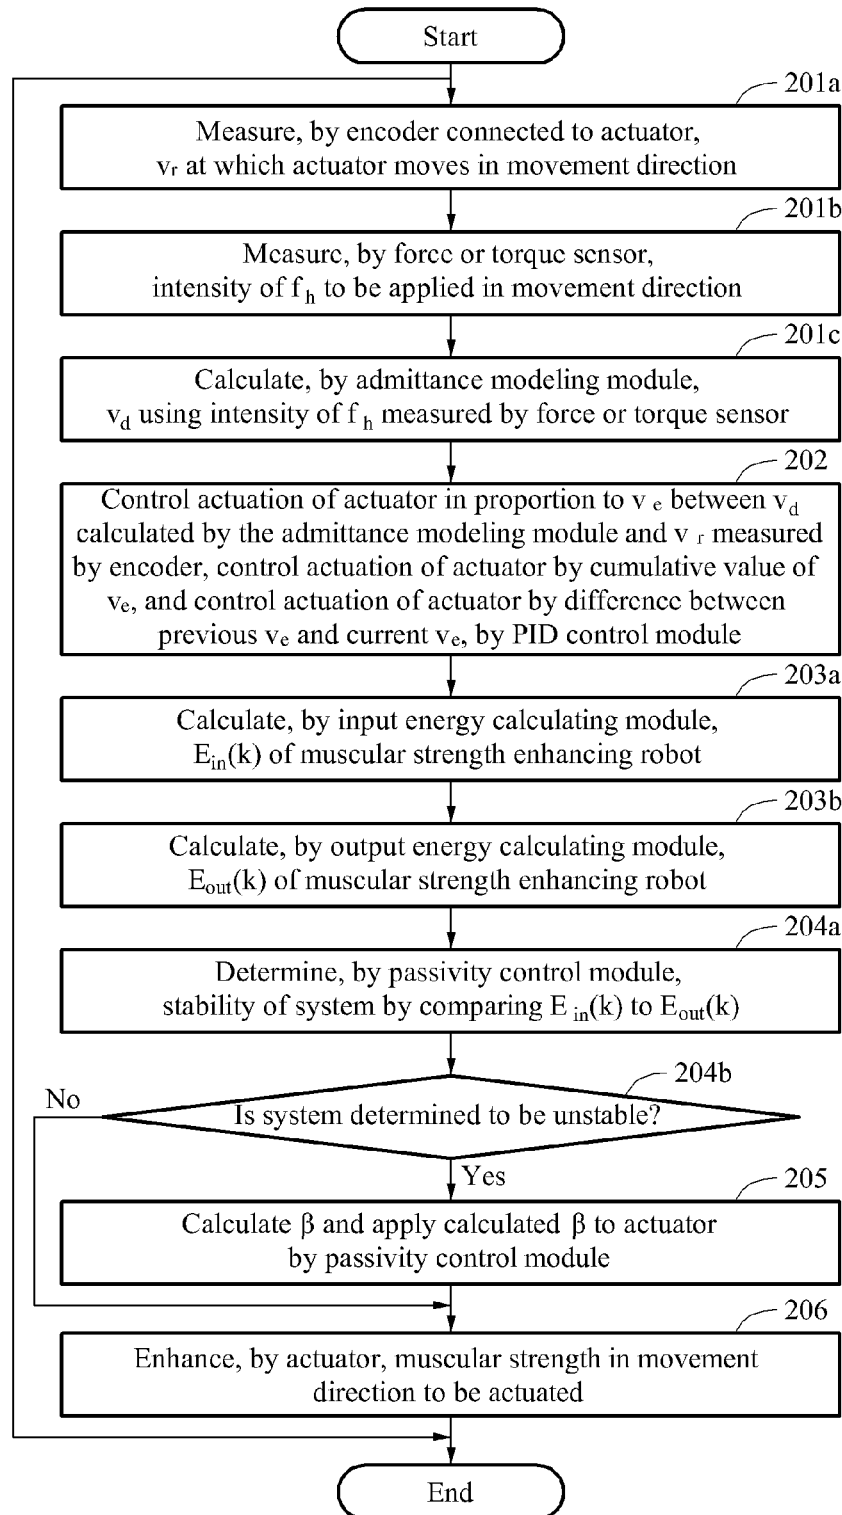 Start
201a
Measure, by encoder connected to actuator,
vr at which actuator moves in movement direction
201b
Measure, by force or torque sensor,
intensity of fh to be applied in movement direction
201c
Calculate, by admittance modeling module,
vd using intensity of fh measured by force or torque sensor
202
Control actuation of actuator in proportion to ve between vd
calculated by the admittance modeling module and vr measured
by encoder, control actuation of actuator by cumulative value of
ve, and control actuation of actuator by difference between
previous ve and current ve, by PID control module
203a
Calculate, by input energy calculating module,
Ein(k) of muscular strength enhancing robot
203b
Calculate, by output energy calculating module,
Eout(k) of muscular strength enhancing robot
204a
Determine, by passivity control module,
stability of system by comparing Ein(k) to Eout(k)
204b
No
Is system determined to be unstable?
Yes
205
Calculate β and apply calculated β to actuator
by passivity control module
206
Enhance, by actuator, muscular strength in movement
direction to be actuated
End